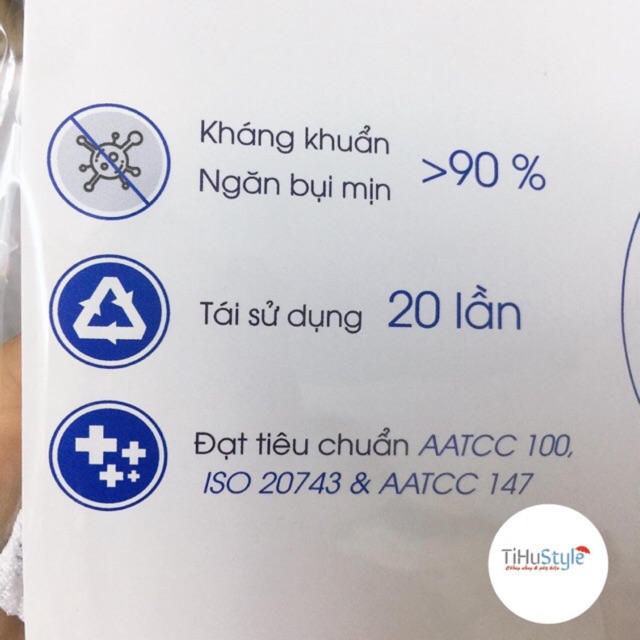 Kháng khuẩn
Ngăn bụi mịn
>90 %
Tái sử dụng 20 lần
Đạt tiêu chuẩn AATCC 100,
ISO 20743 & AATCC 147
TiHuStyle